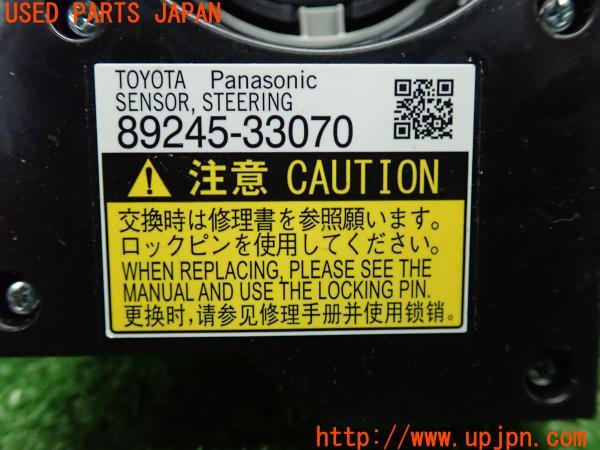 USED PARTS JAPAN
TOYOTA Panasonic
SENSOR, STEERING
89245-33070
注意 CAUTION
交換時は修理書を参照願います。
ロックピンを使用してください。
WHEN REPLACING, PLEASE SEE THE
MANUAL AND USE THE LOCKING PIN.
更换时,请参见修理手册并使用锁销。
http://www.upjpn.com/